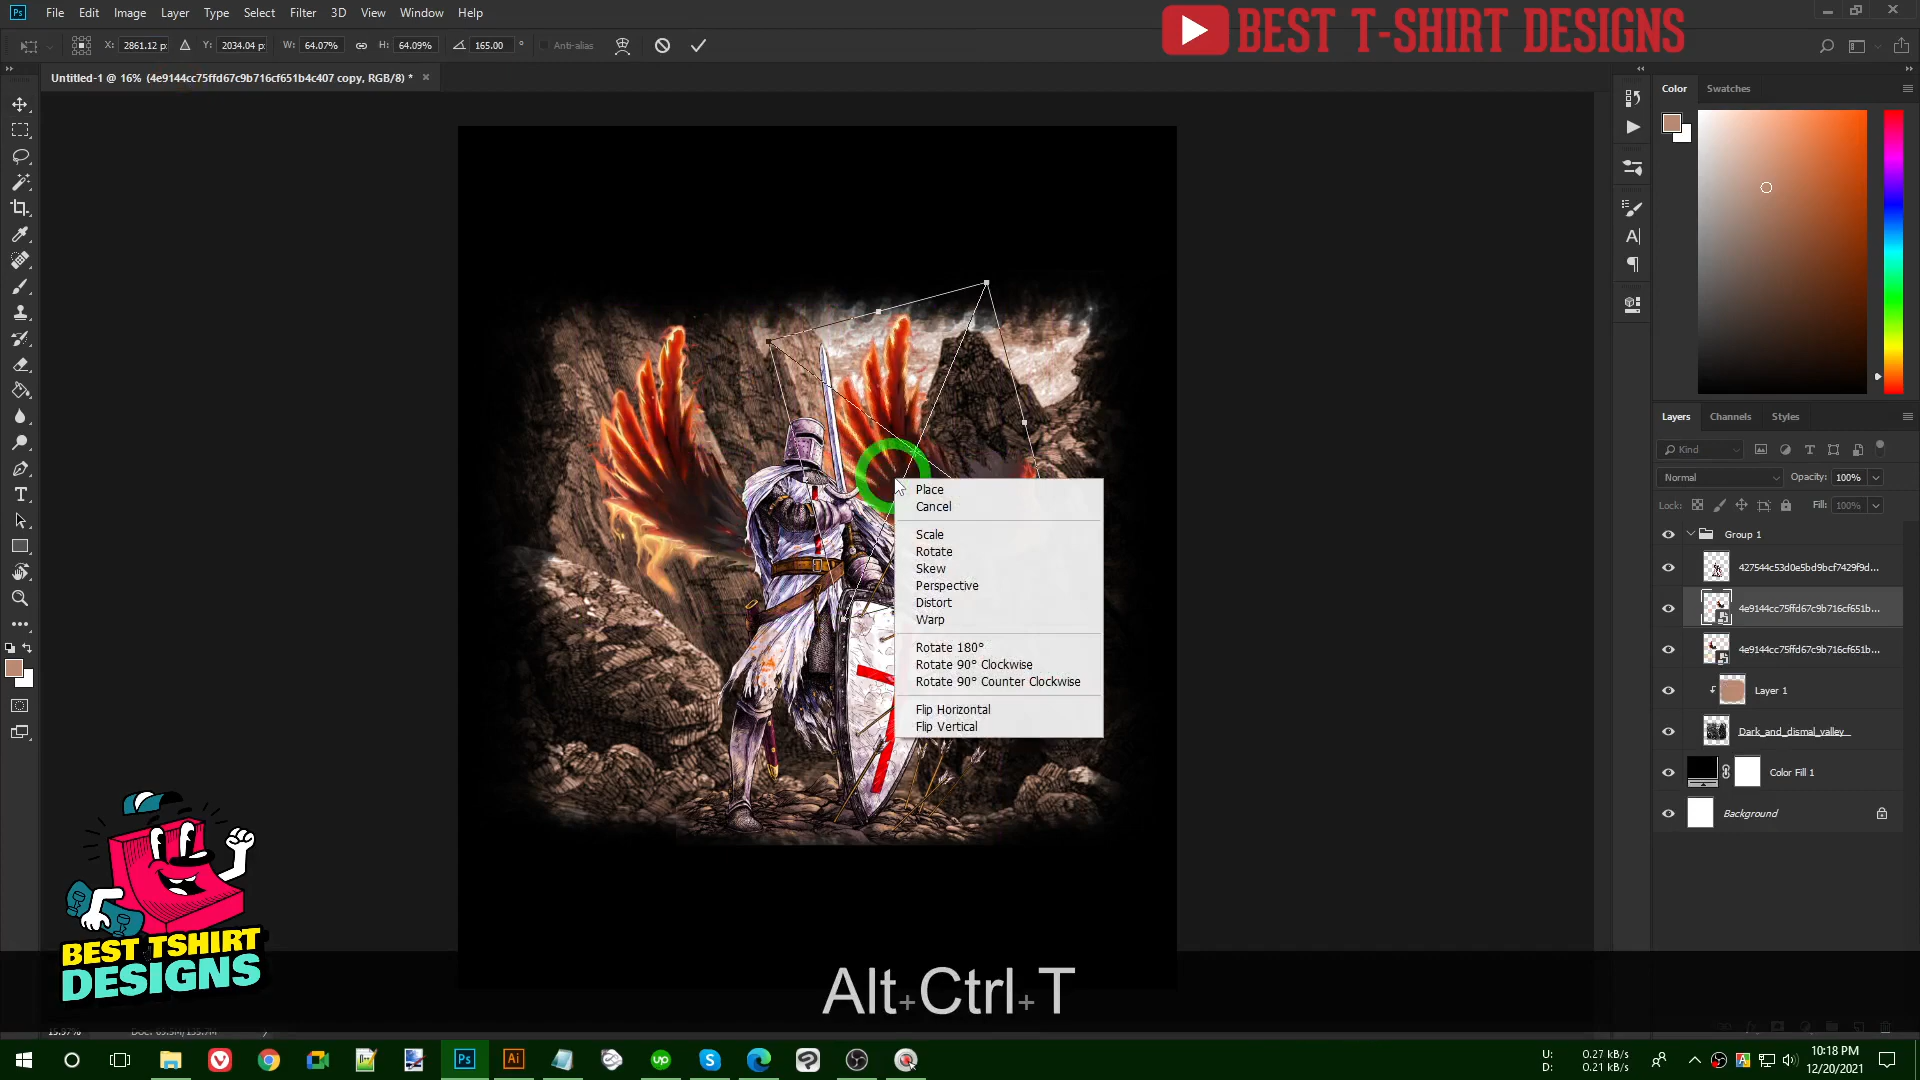 Ps File Edit Image Layer Type Select Filter 3D View Window Help
BEST T-SHIRT DESIGNS
X: 2861.12 p: Y: 2034.04 p: W: 64.07% H: 64.09% 165.00 ° Anti-alias
Untitled-1 @ 16% (4e9144cc75ffd67c9b716cf651b4c407 copy, RGB/8) *
Color Swatches
Layers Channels Styles
Kind
Normal Opacity: 100%
Lock: Fill: 100%
Group 1
427544c53d0e5bd9bcf7429f9d...
4e9144cc75ffd67c9b716cf651b...
4e9144cc75ffd67c9b716cf651b...
Layer 1
Dark_and_dismal_valley_
Color Fill 1
Background
Place
Cancel
Scale
Rotate
Skew
Perspective
Distort
Warp
Rotate 180°
Rotate 90° Clockwise
Rotate 90° Counter Clockwise
Flip Horizontal
Flip Vertical
BEST TSHIRT
DESIGNS
Alt+Ctrl+T
U: 0.27 kB/s
D: 0.21 kB/s
10:18 PM
12/20/2021